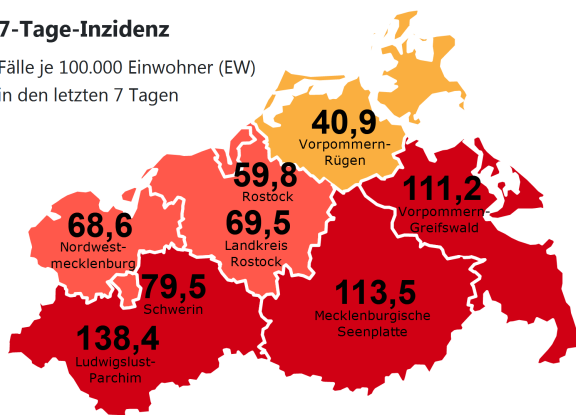 7-Tage-Inzidenz
Fälle je 100.000 Einwohner (EW)
in den letzten 7 Tagen
40,9
Vorpommern-
Rügen
59,8
Rostock
111,2
Vorpommern-
Greifswald
68,6
Nordwest-
mecklenburg
69,5
Landkreis
Rostock
79,5
Schwerin
113,5
Mecklenburgische
Seenplatte
138,4
Ludwigslust-
Parchim